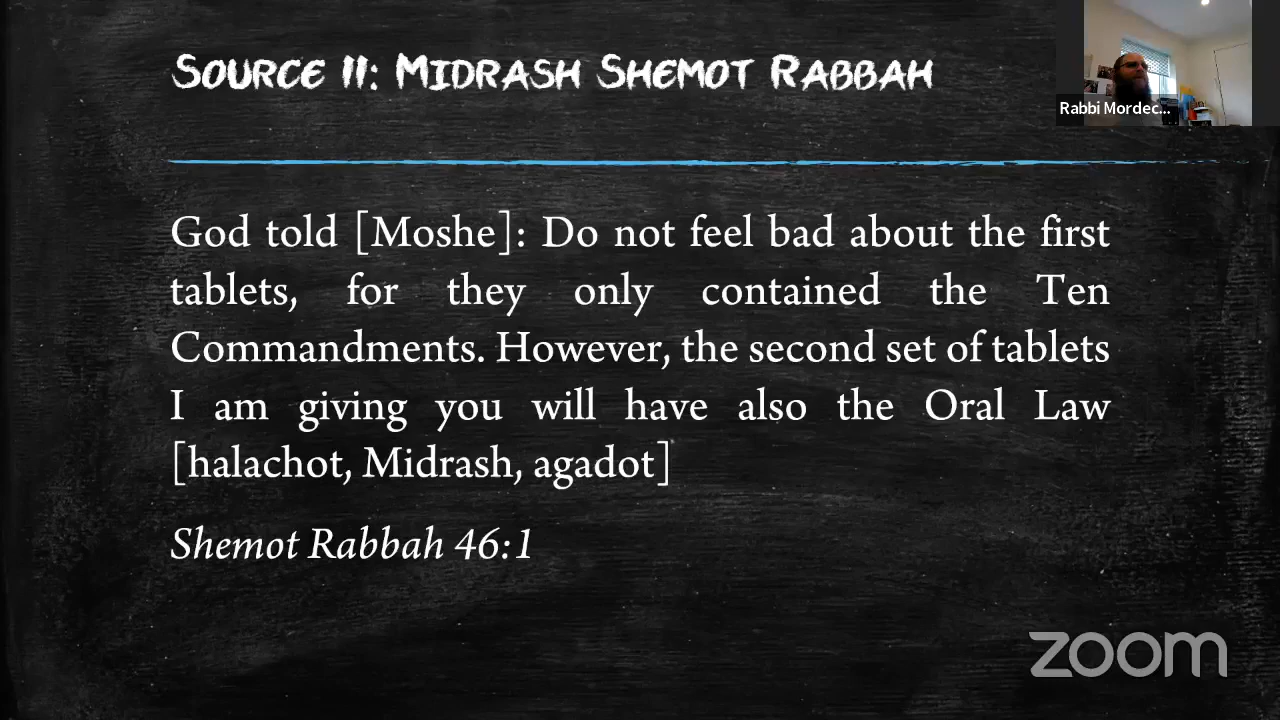 Source II: Midrash Shemot Rabbah
Rabbi Mordec...
God told [Moshe]: Do not feel bad about the first
tablets, for they only contained the Ten
Commandments. However, the second set of tablets
I am giving you will have also the Oral Law
[halachot, Midrash, agadot]
Shemot Rabbah 46:1
zoom